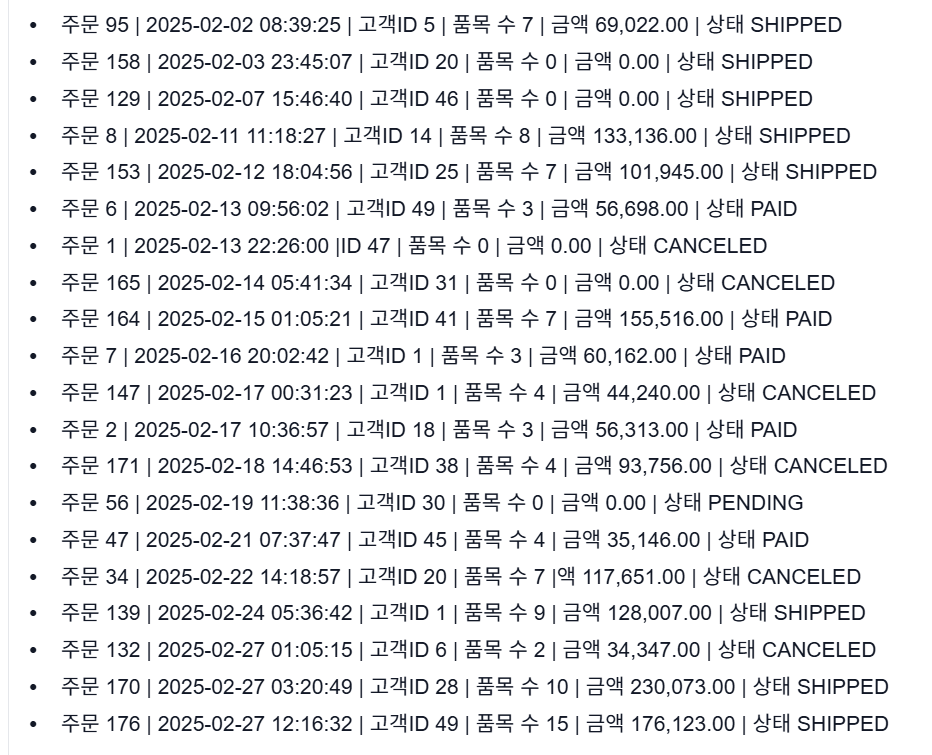 • 주문 95 | 2025-02-02 08:39:25 | 고객ID 5 | 품목 수 7 | 금액 69,022.00 | 상태 SHIPPED
• 주문 158 | 2025-02-03 23:45:07 | 고객ID 20 | 품목 수 0 | 금액 0.00 | 상태 SHIPPED
• 주문 129 | 2025-02-07 15:46:40 | 고객ID 46 | 품목 수 0 | 금액 0.00 | 상태 SHIPPED
• 주문 8 | 2025-02-11 11:18:27 | 고객ID 14 | 품목 수 8 | 금액 133,136.00 | 상태 SHIPPED
• 주문 153 | 2025-02-12 18:04:56 | 고객ID 25 | 품목 수 7 | 금액 101,945.00 | 상태 SHIPPED
• 주문 6 | 2025-02-13 09:56:02 | 고객ID 49 | 품목 수 3 | 금액 56,698.00 | 상태 PAID
• 주문 1 | 2025-02-13 22:26:00 |ID 47 | 품목 수 0 | 금액 0.00 | 상태 CANCELED
• 주문 165 | 2025-02-14 05:41:34 | 고객ID 31 | 품목 수 0 | 금액 0.00 | 상태 CANCELED
• 주문 164 | 2025-02-15 01:05:21 | 고객ID 41 | 품목 수 7 | 금액 155,516.00 | 상태 PAID
• 주문 7 | 2025-02-16 20:02:42 | 고객ID 1 | 품목 수 3 | 금액 60,162.00 | 상태 PAID
• 주문 147 | 2025-02-17 00:31:23 | 고객ID 1 | 품목 수 4 | 금액 44,240.00 | 상태 CANCELED
• 주문 2 | 2025-02-17 10:36:57 | 고객ID 18 | 품목 수 3 | 금액 56,313.00 | 상태 PAID
• 주문 171 | 2025-02-18 14:46:53 | 고객ID 38 | 품목 수 4 | 금액 93,756.00 | 상태 CANCELED
• 주문 56 | 2025-02-19 11:38:36 | 고객ID 30 | 품목 수 0 | 금액 0.00 | 상태 PENDING
• 주문 47 | 2025-02-21 07:37:47 | 고객ID 45 | 품목 수 4 | 금액 35,146.00 | 상태 PAID
• 주문 34 | 2025-02-22 14:18:57 | 고객ID 20 | 품목 수 7 |액 117,651.00 | 상태 CANCELED
• 주문 139 | 2025-02-24 05:36:42 | 고객ID 1 | 품목 수 9 | 금액 128,007.00 | 상태 SHIPPED
• 주문 132 | 2025-02-27 01:05:15 | 고객ID 6 | 품목 수 2 | 금액 34,347.00 | 상태 CANCELED
• 주문 170 | 2025-02-27 03:20:49 | 고객ID 28 | 품목 수 10 | 금액 230,073.00 | 상태 SHIPPED
• 주문 176 | 2025-02-27 12:16:32 | 고객ID 49 | 품목 수 15 | 금액 176,123.00 | 상태 SHIPPED